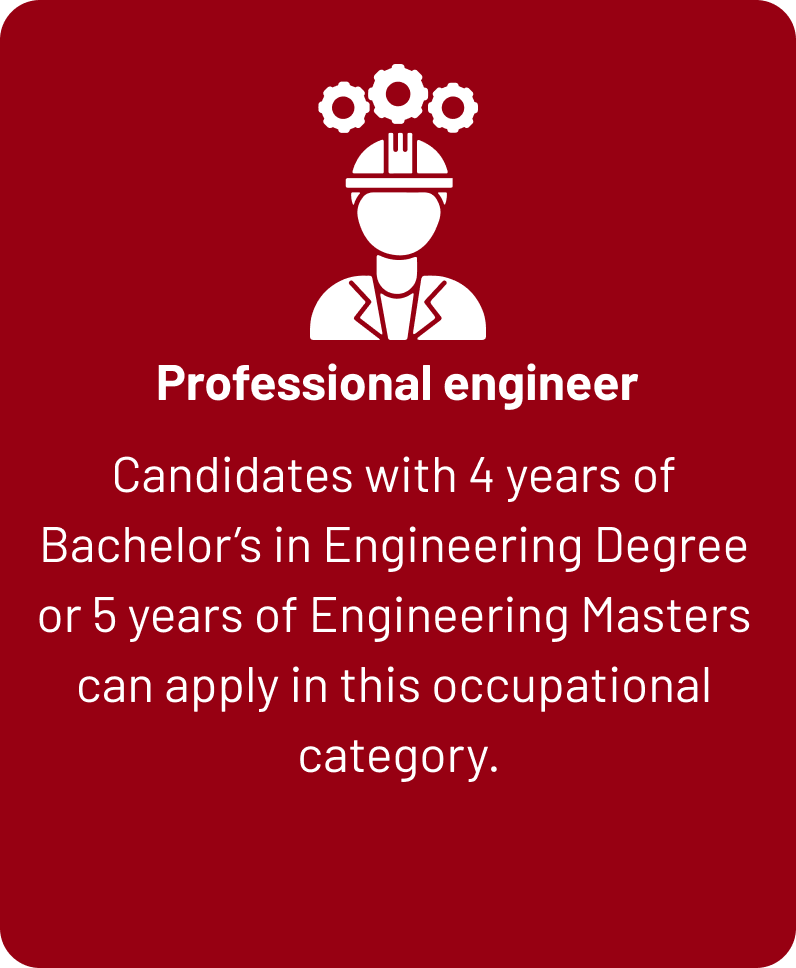 Professional engineer
Candidates with 4 years of
Bachelor’s in Engineering Degree
or 5 years of Engineering Masters
can apply in this occupational
category.